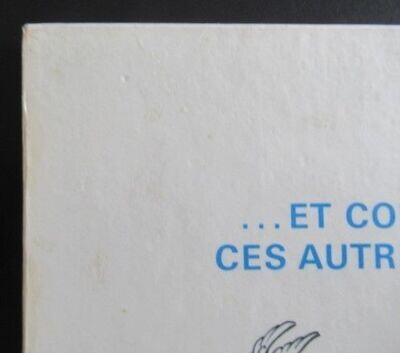 ...ET CO
CES AUTR